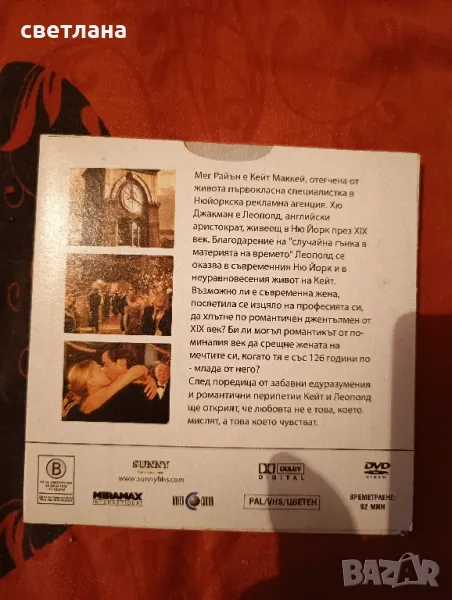 светлана
Мег Райън е Кейт Маккей, отегчена от
живота първокласна специалистка в
Нюйоркска рекламна агенция. Хю
Джакман е Леополд, английски
аристократ, живеещ в Ню Йорк през XIX
век. Благодарение на "случайна гънка в
материята на времето" Леополд се
оказва в съвременния Ню Йорк и в
неуравновесения живот на Кейт.
Възможно ли е съвременна жена,
посветила се изцяло на професията си,
да хлътне по романтичен джентълмен от
XIX век? Би ли могъл романтикът от по-
миналия век да срещне жената на
мечтите си, когато тя е със 126 години по
- млада от него?
След поредица от забавни едуразумения
и романтични перипетии Кейт и Леополд
ще открият, че любовта не е това, което
мислят, а това което чувстват.
B
SUNNY
www.sunnyfilms.com
DOLBY
DIGITAL
DVD
VIDEO
MIRAMAX
INTERNATIONAL
PAL/VHS/ЦВЕТЕН
ВРЕМЕТРАЕНЕ:
92 МИН
BAZAR